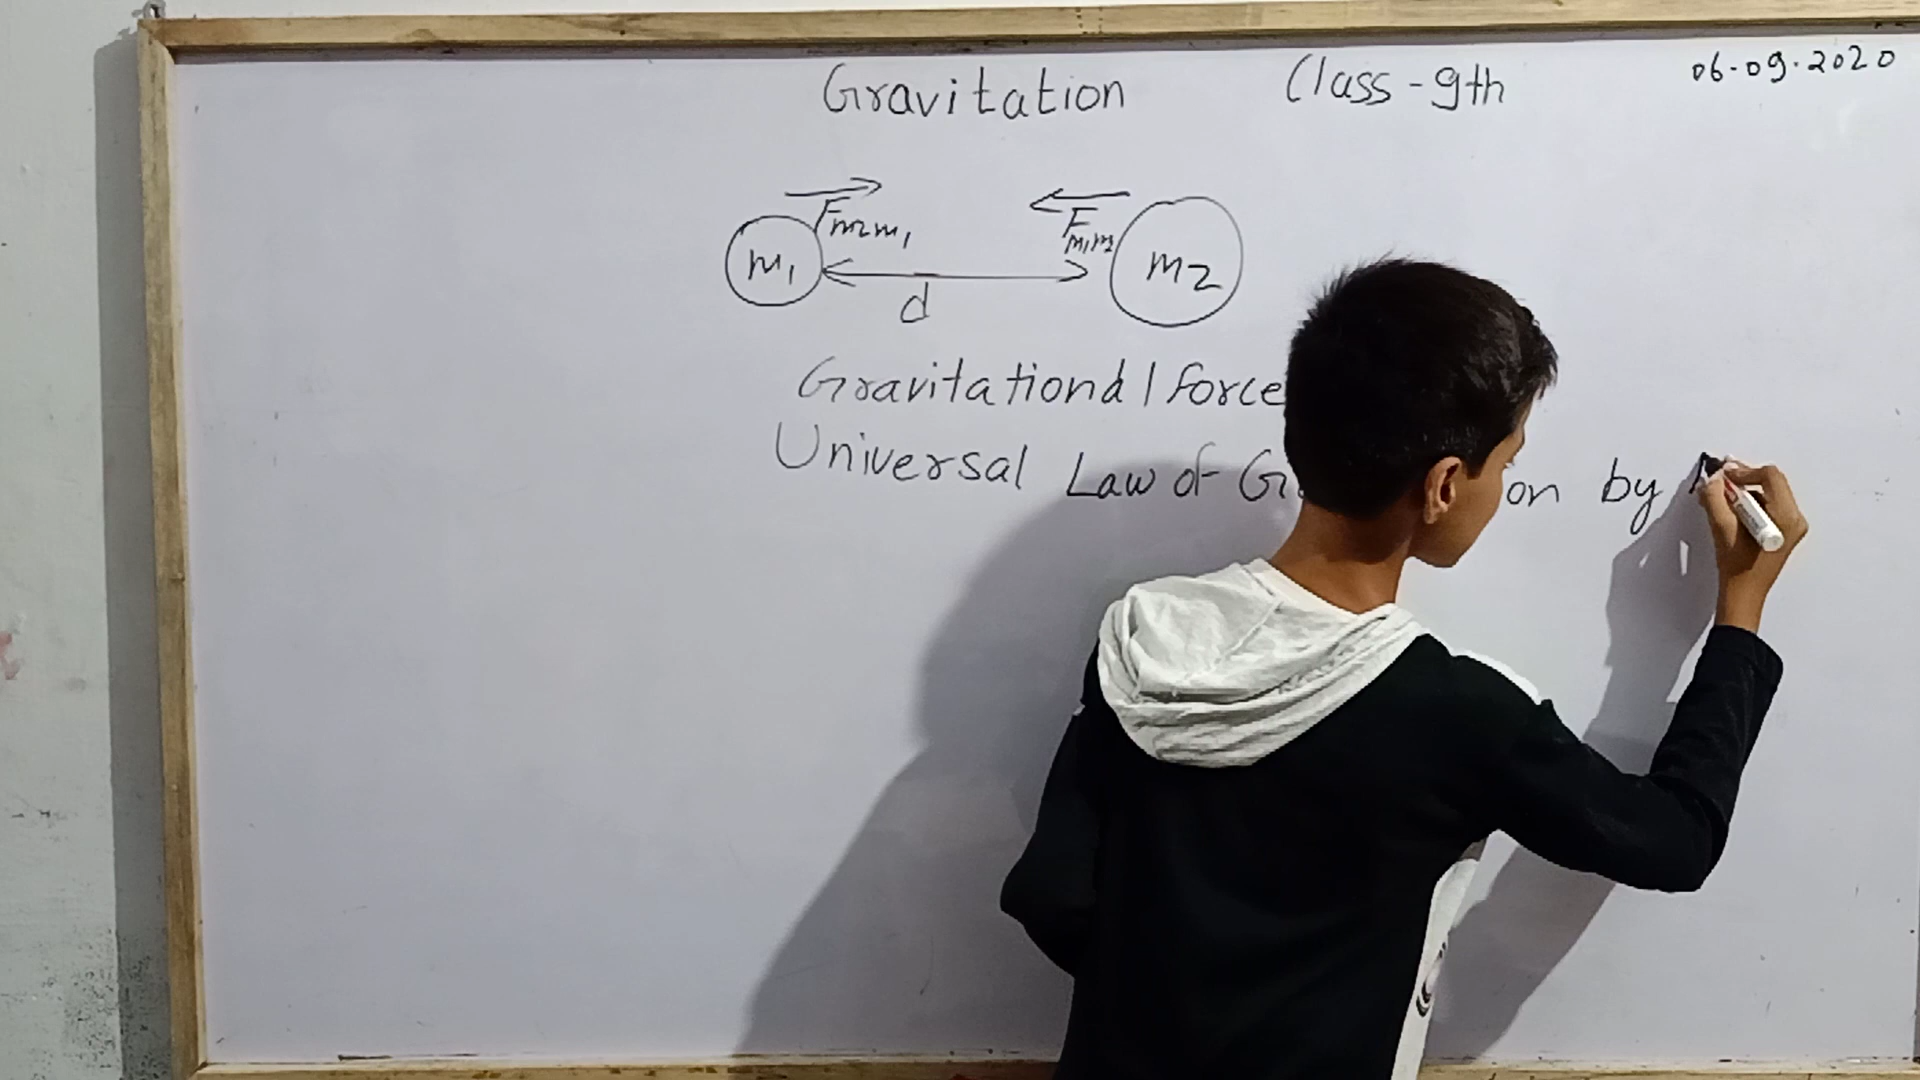 Gravitation Class-9th 06.09.2020
Fm2m1 Fm1m2
m1 m2
d
Gravitational Force
Universal Law of on by